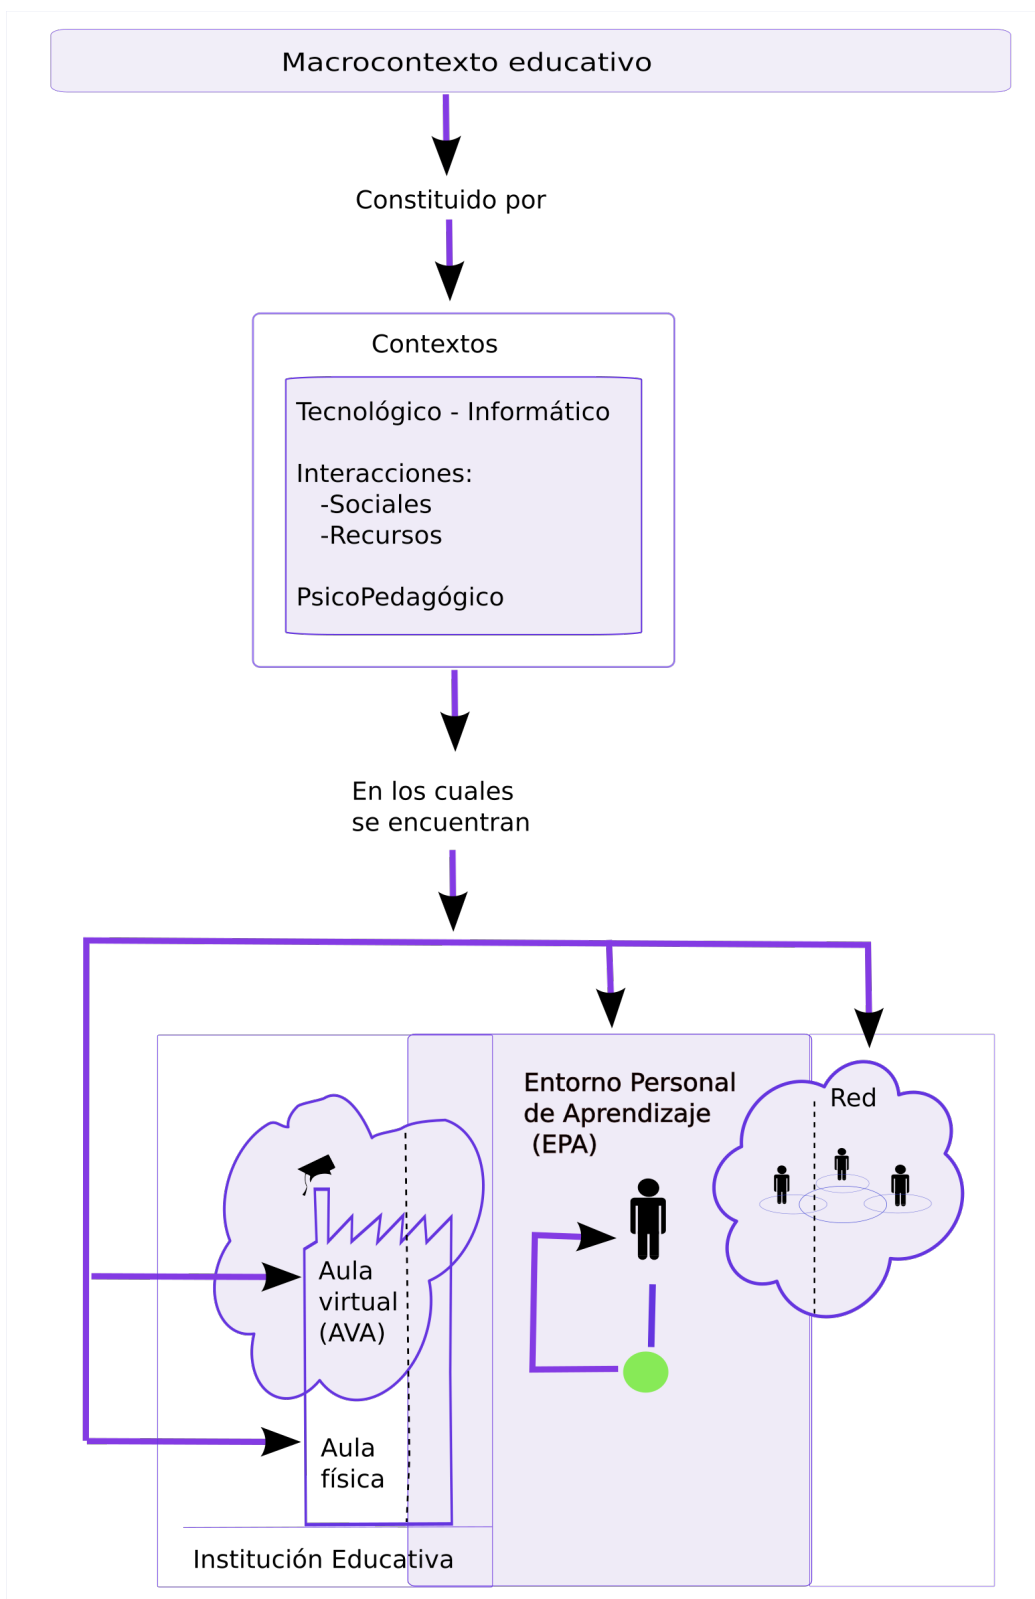 Macrocontexto educativo
Constituido por
Contextos
Tecnológico - Informático
Interacciones:
-Sociales
-Recursos
PsicoPedagógico
En los cuales
se encuentran
Entorno Personal
de Aprendizaje
(EPA)
Red
Aula
virtual
(AVA)
Aula
física
Institución Educativa